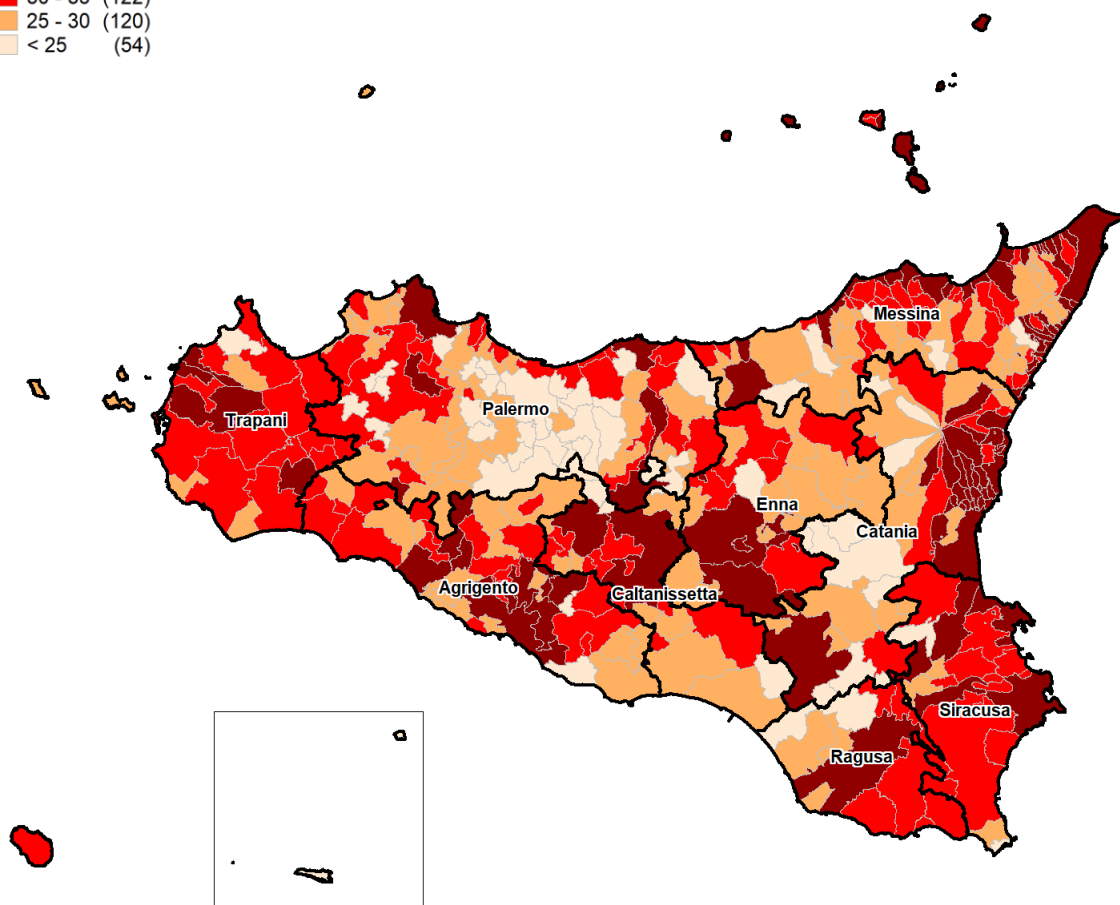 25 - 30 (120)
< 25 (54)
Messina
Palermo
Trapani
Enna
Catania
Agrigento
Caltanissetta
Siracusa
Ragusa